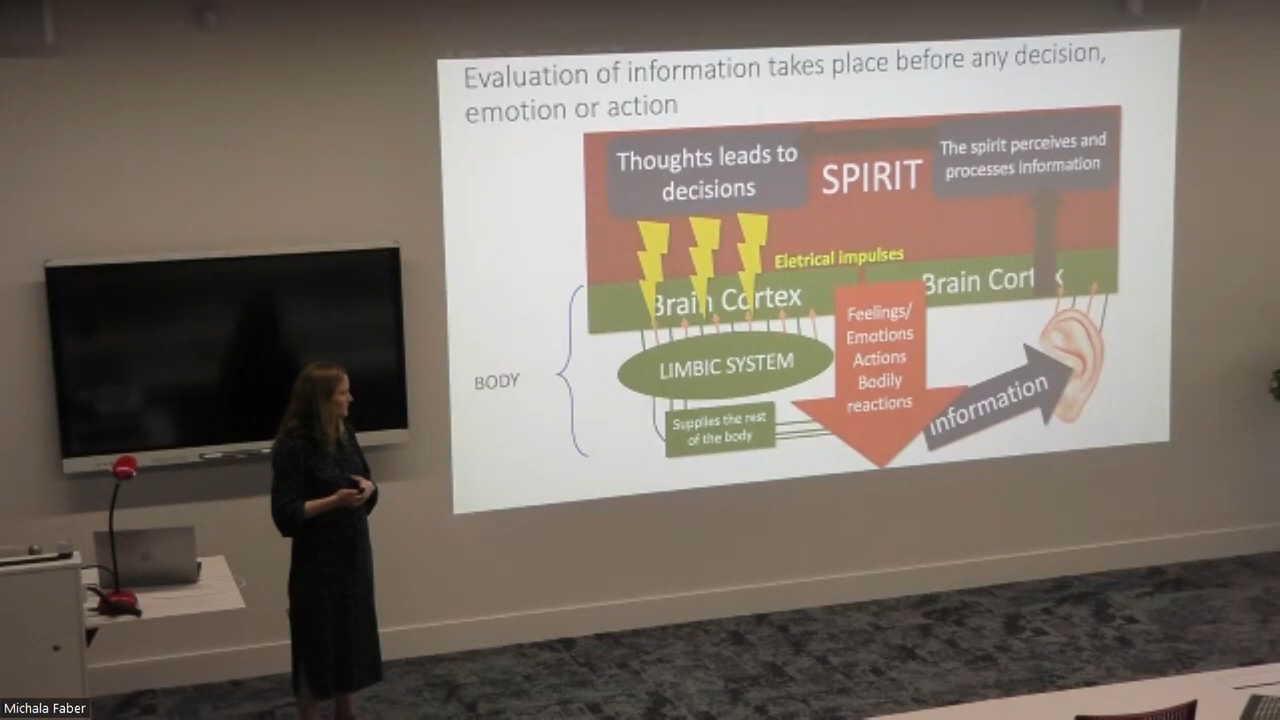 Evaluation of information takes place before any decision,
emotion or action
Thoughts leads to
decisions
SPIRIT
The spirit perceives and
processes information
Eletrical impulses
Brain Cortex
Brain Cortex
Feelings/
Emotions
Actions
Bodily
reactions
LIMBIC SYSTEM
BODY
Supplies the rest
of the body
Information
Michala Faber